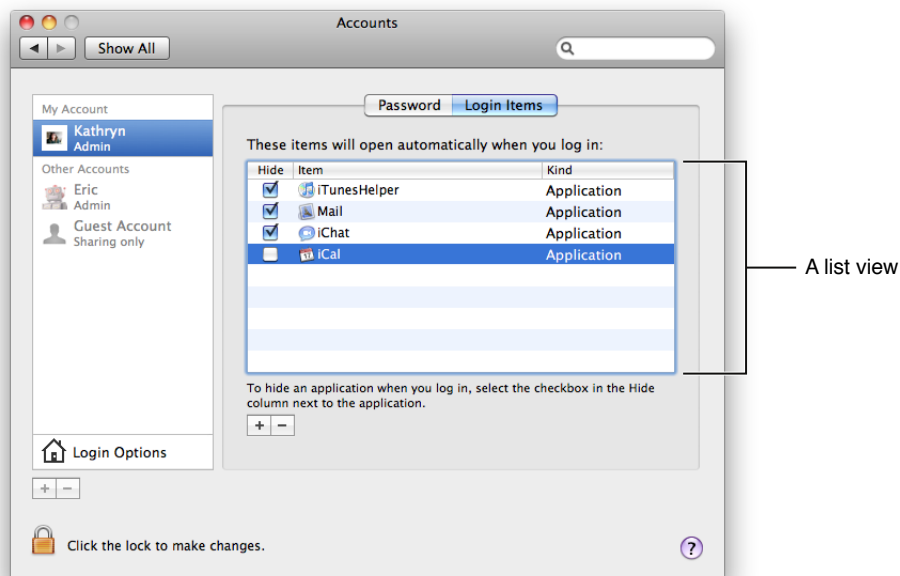 Accounts
Show All
My Account
Kathryn
Admin
Other Accounts
Eric
Admin
Guest Account
Sharing only
Login Options
Password Login Items
These items will open automatically when you log in:
Hide Item Kind
iTunesHelper Application
Mail Application
iChat Application
iCal Application
To hide an application when you log in, select the checkbox in the Hide
column next to the application.
+ −
+ −
Click the lock to make changes.
?
A list view